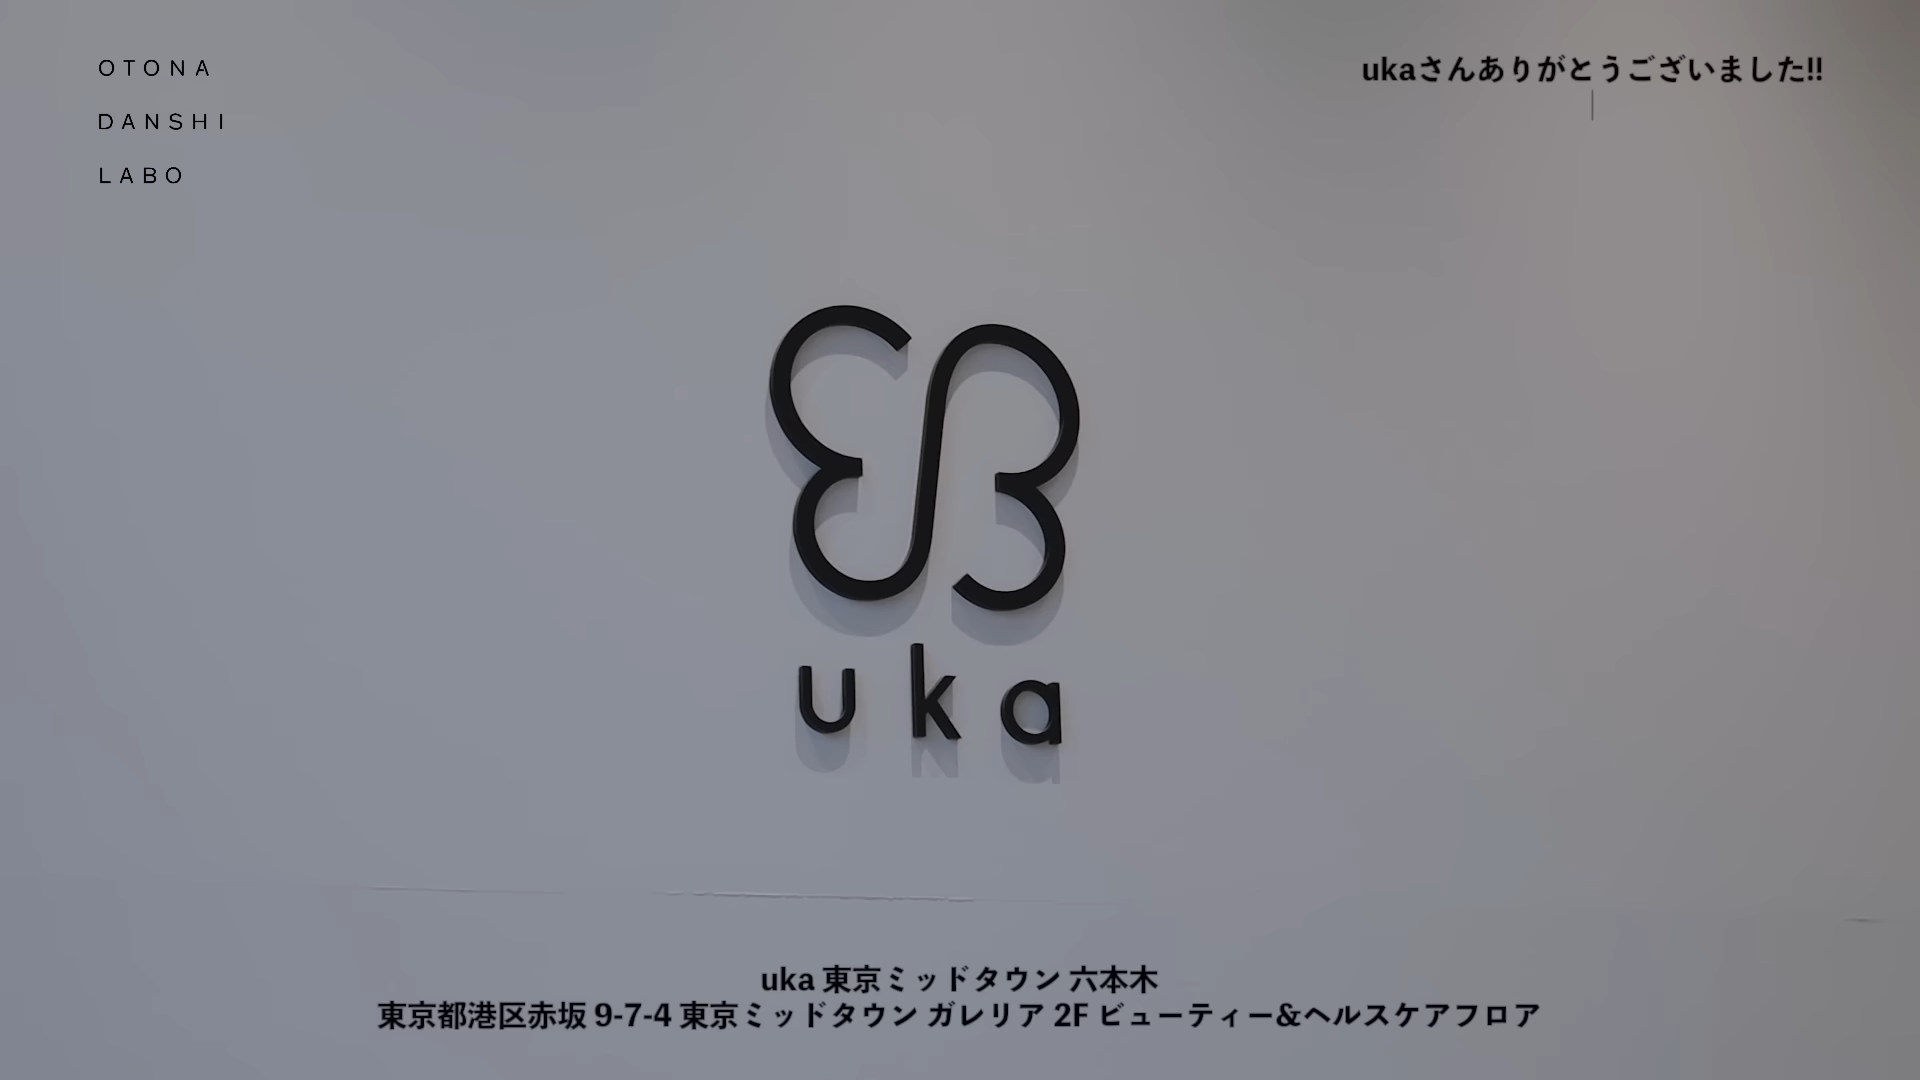 OTONA
DANSHI
LABO
ukaさんありがとうございました!!
uka
uka 東京ミッドタウン 六本木
東京都港区赤坂 9-7-4 東京ミッドタウン ガレリア 2F ビューティー&ヘルスケアフロア